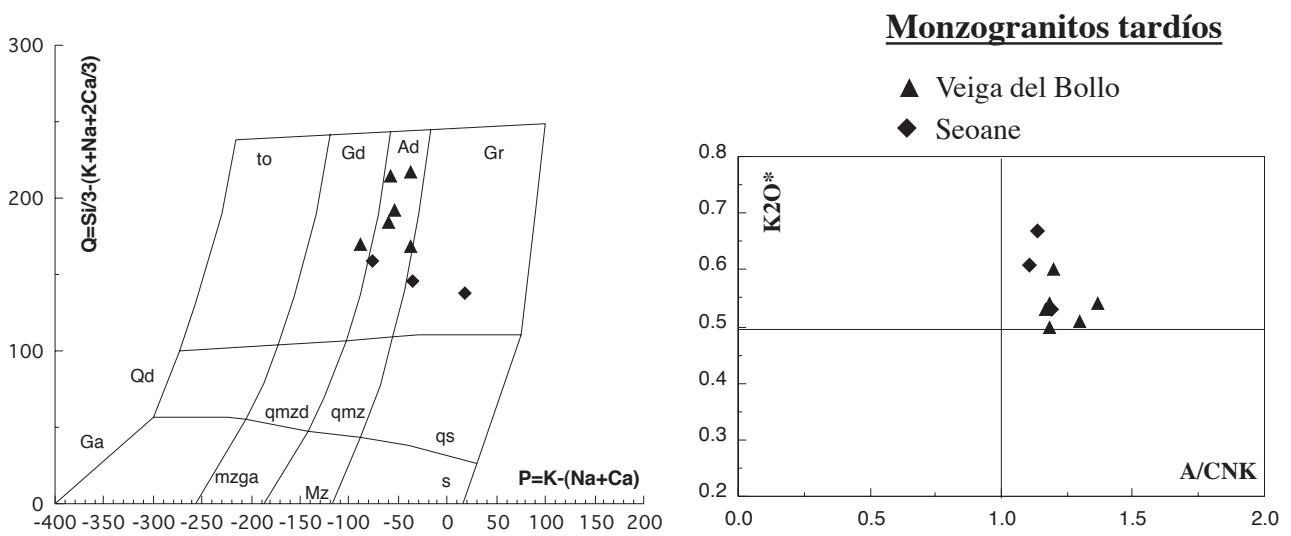 Monzogranitos tardíos
Veiga del Bollo
Seoane
300
200
100
0
Q=Si/3-(K+Na+2Ca/3)
to
Gd
Ad
Gr
Qd
Ga
qmzd
qmz
qs
mzga
Mz
s
P=K-(Na+Ca)
-400 -350 -300 -250 -200 -150 -100 -50 0 50 100 150 200
0.8
0.7
0.6
0.5
0.4
0.3
0.2
K2O*
A/CNK
0.0 0.5 1.0 1.5 2.0